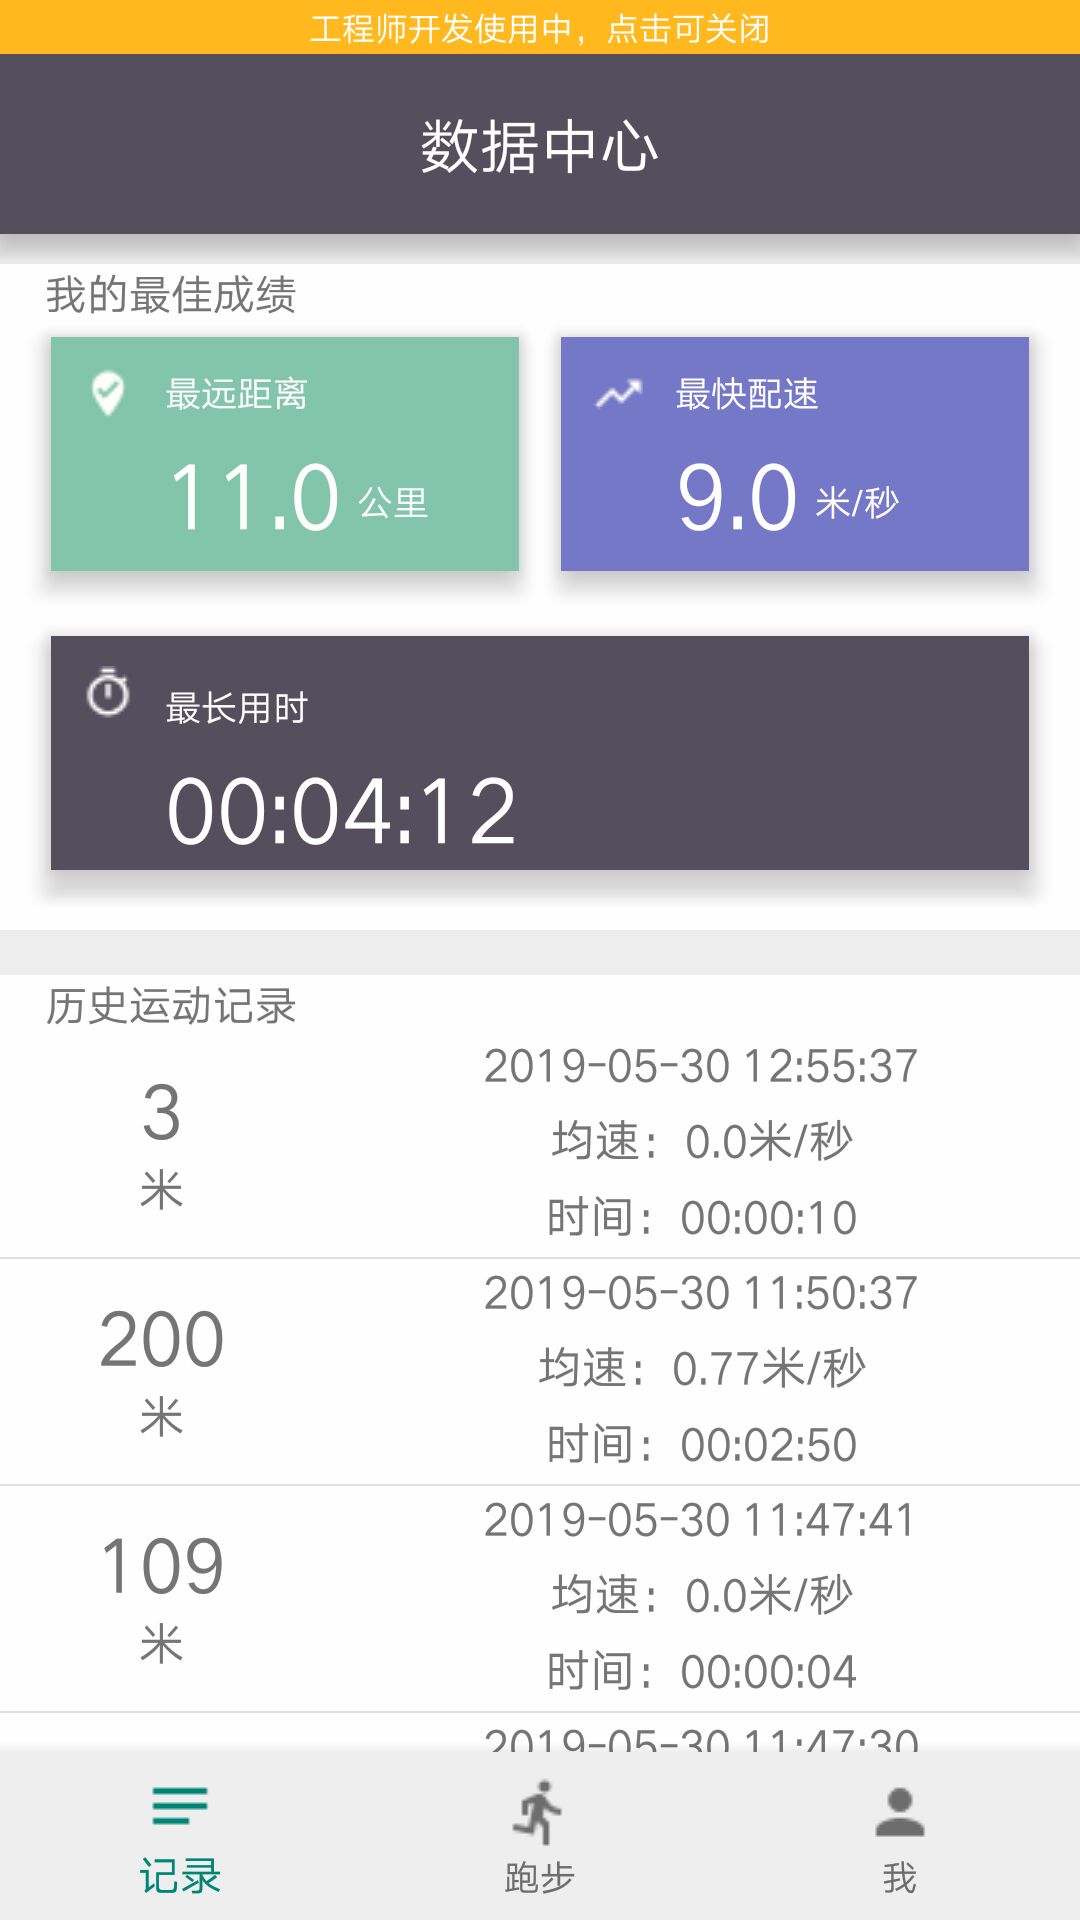 工程师开发使用中，点击可关闭
数据中心
我的最佳成绩
最远距离
11.0 公里
最快配速
9.0 米/秒
最长用时
00:04:12
历史运动记录
3
米
2019-05-30 12:55:37
均速：0.0米/秒
时间：00:00:10
200
米
2019-05-30 11:50:37
均速：0.77米/秒
时间：00:02:50
109
米
2019-05-30 11:47:41
均速：0.0米/秒
时间：00:00:04
2019-05-30 11:47:30
记录
跑步
我